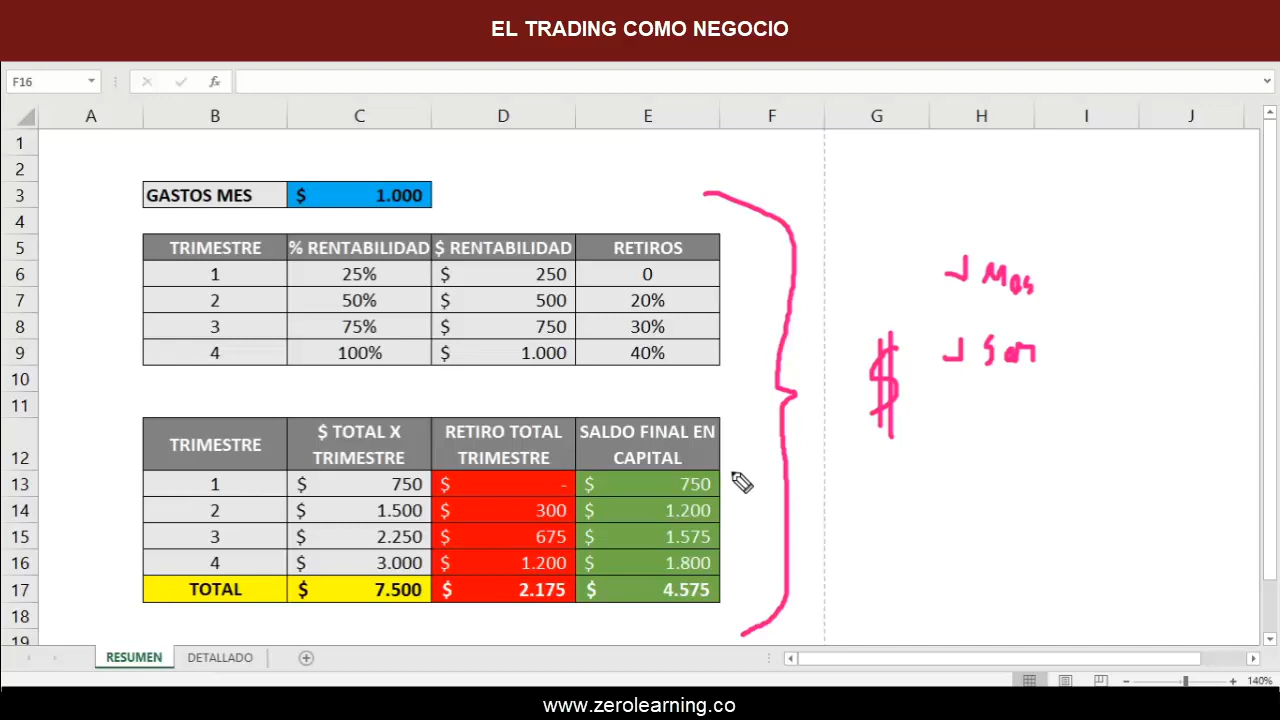 EL TRADING COMO NEGOCIO
F16 fx
A B C D E F G H I J
1
2
3 GASTOS MES $ 1.000
4
5 TRIMESTRE % RENTABILIDAD $ RENTABILIDAD RETIROS
6 1 25% $ 250 0
7 2 50% $ 500 20%
8 3 75% $ 750 30%
9 4 100% $ 1.000 40%
10
11
$ TOTAL X RETIRO TOTAL SALDO FINAL EN
12 TRIMESTRE TRIMESTRE TRIMESTRE CAPITAL
13 1 $ 750 $ - $ 750
14 2 $ 1.500 $ 300 $ 1.200
15 3 $ 2.250 $ 675 $ 1.575
16 4 $ 3.000 $ 1.200 $ 1.800
17 TOTAL $ 7.500 $ 2.175 $ 4.575
18
19
$
RESUMEN DETALLADO
140%
www.zerolearning.co